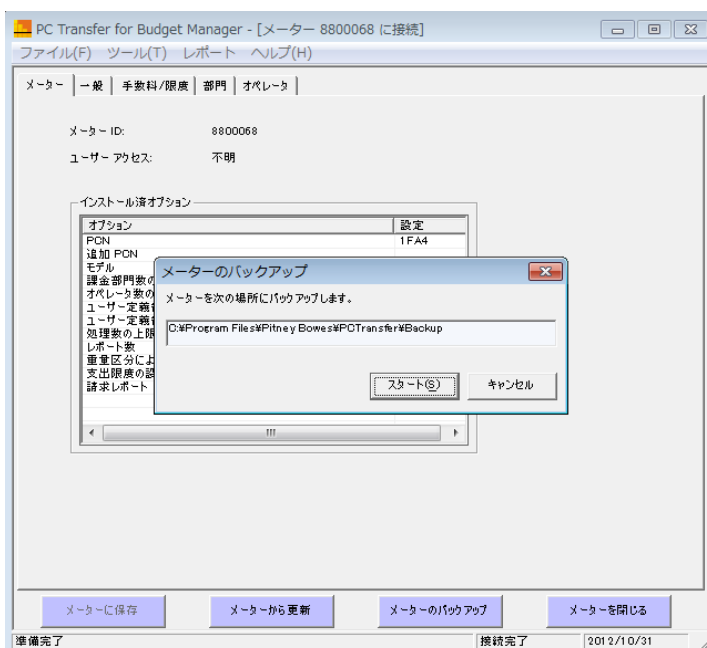 PC Transfer for Budget Manager - [メーター 8800068 に接続]
ファイル(F) ツール(T) レポート ヘルプ(H)
メーター 一般 手数料/限度 部門 オペレータ
メーター ID: 8800068
ユーザー アクセス: 不明
インストール済オプション
オプション 設定
PCN 1FA4
追加 PCN
モデル
課金部門数の
オペレータ数の
ユーザー定義
ユーザー定義
処理数の上限
レポート数
重量区分によ
支出限度の設
請求レポート
メーターのバックアップ
メーターを次の場所にバックアップします。
C:¥Program Files¥Pitney Bowes¥PCTransfer¥Backup
スタート(S) キャンセル
メーターに保存 メーターから更新 メーターのバックアップ メーターを閉じる
準備完了 接続完了 2012/10/31